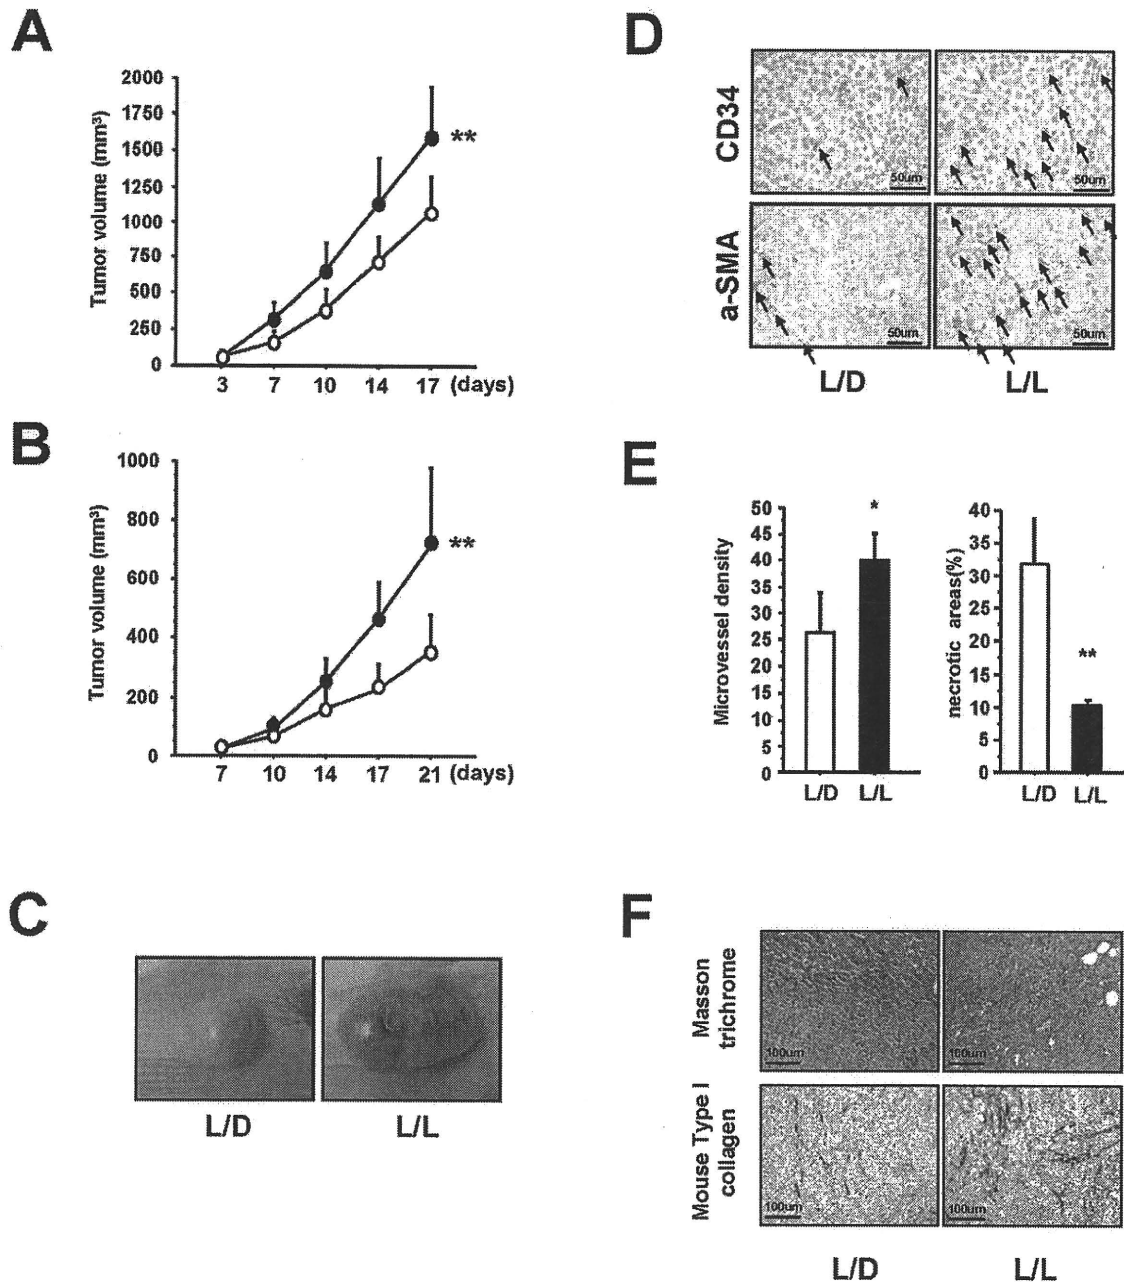 A
2000
1750
1500
1250
1000
750
500
250
0
Tumor volume (mm³)
**
3 7 10 14 17 (days)
B
1000
800
600
400
200
0
Tumor volume (mm³)
**
7 10 14 17 21 (days)
C
L/D L/L
D
CD34
50um 50um
a-SMA
50um 50um
L/D L/L
E
50
45
40
35
30
25
20
15
10
5
0
Microvessel density
*
L/D L/L
40
35
30
25
20
15
10
5
0
necrotic areas(%)
**
L/D L/L
F
Masson
trichrome
100um 100um
Mouse Type I
collagen
100um 100um
L/D L/L